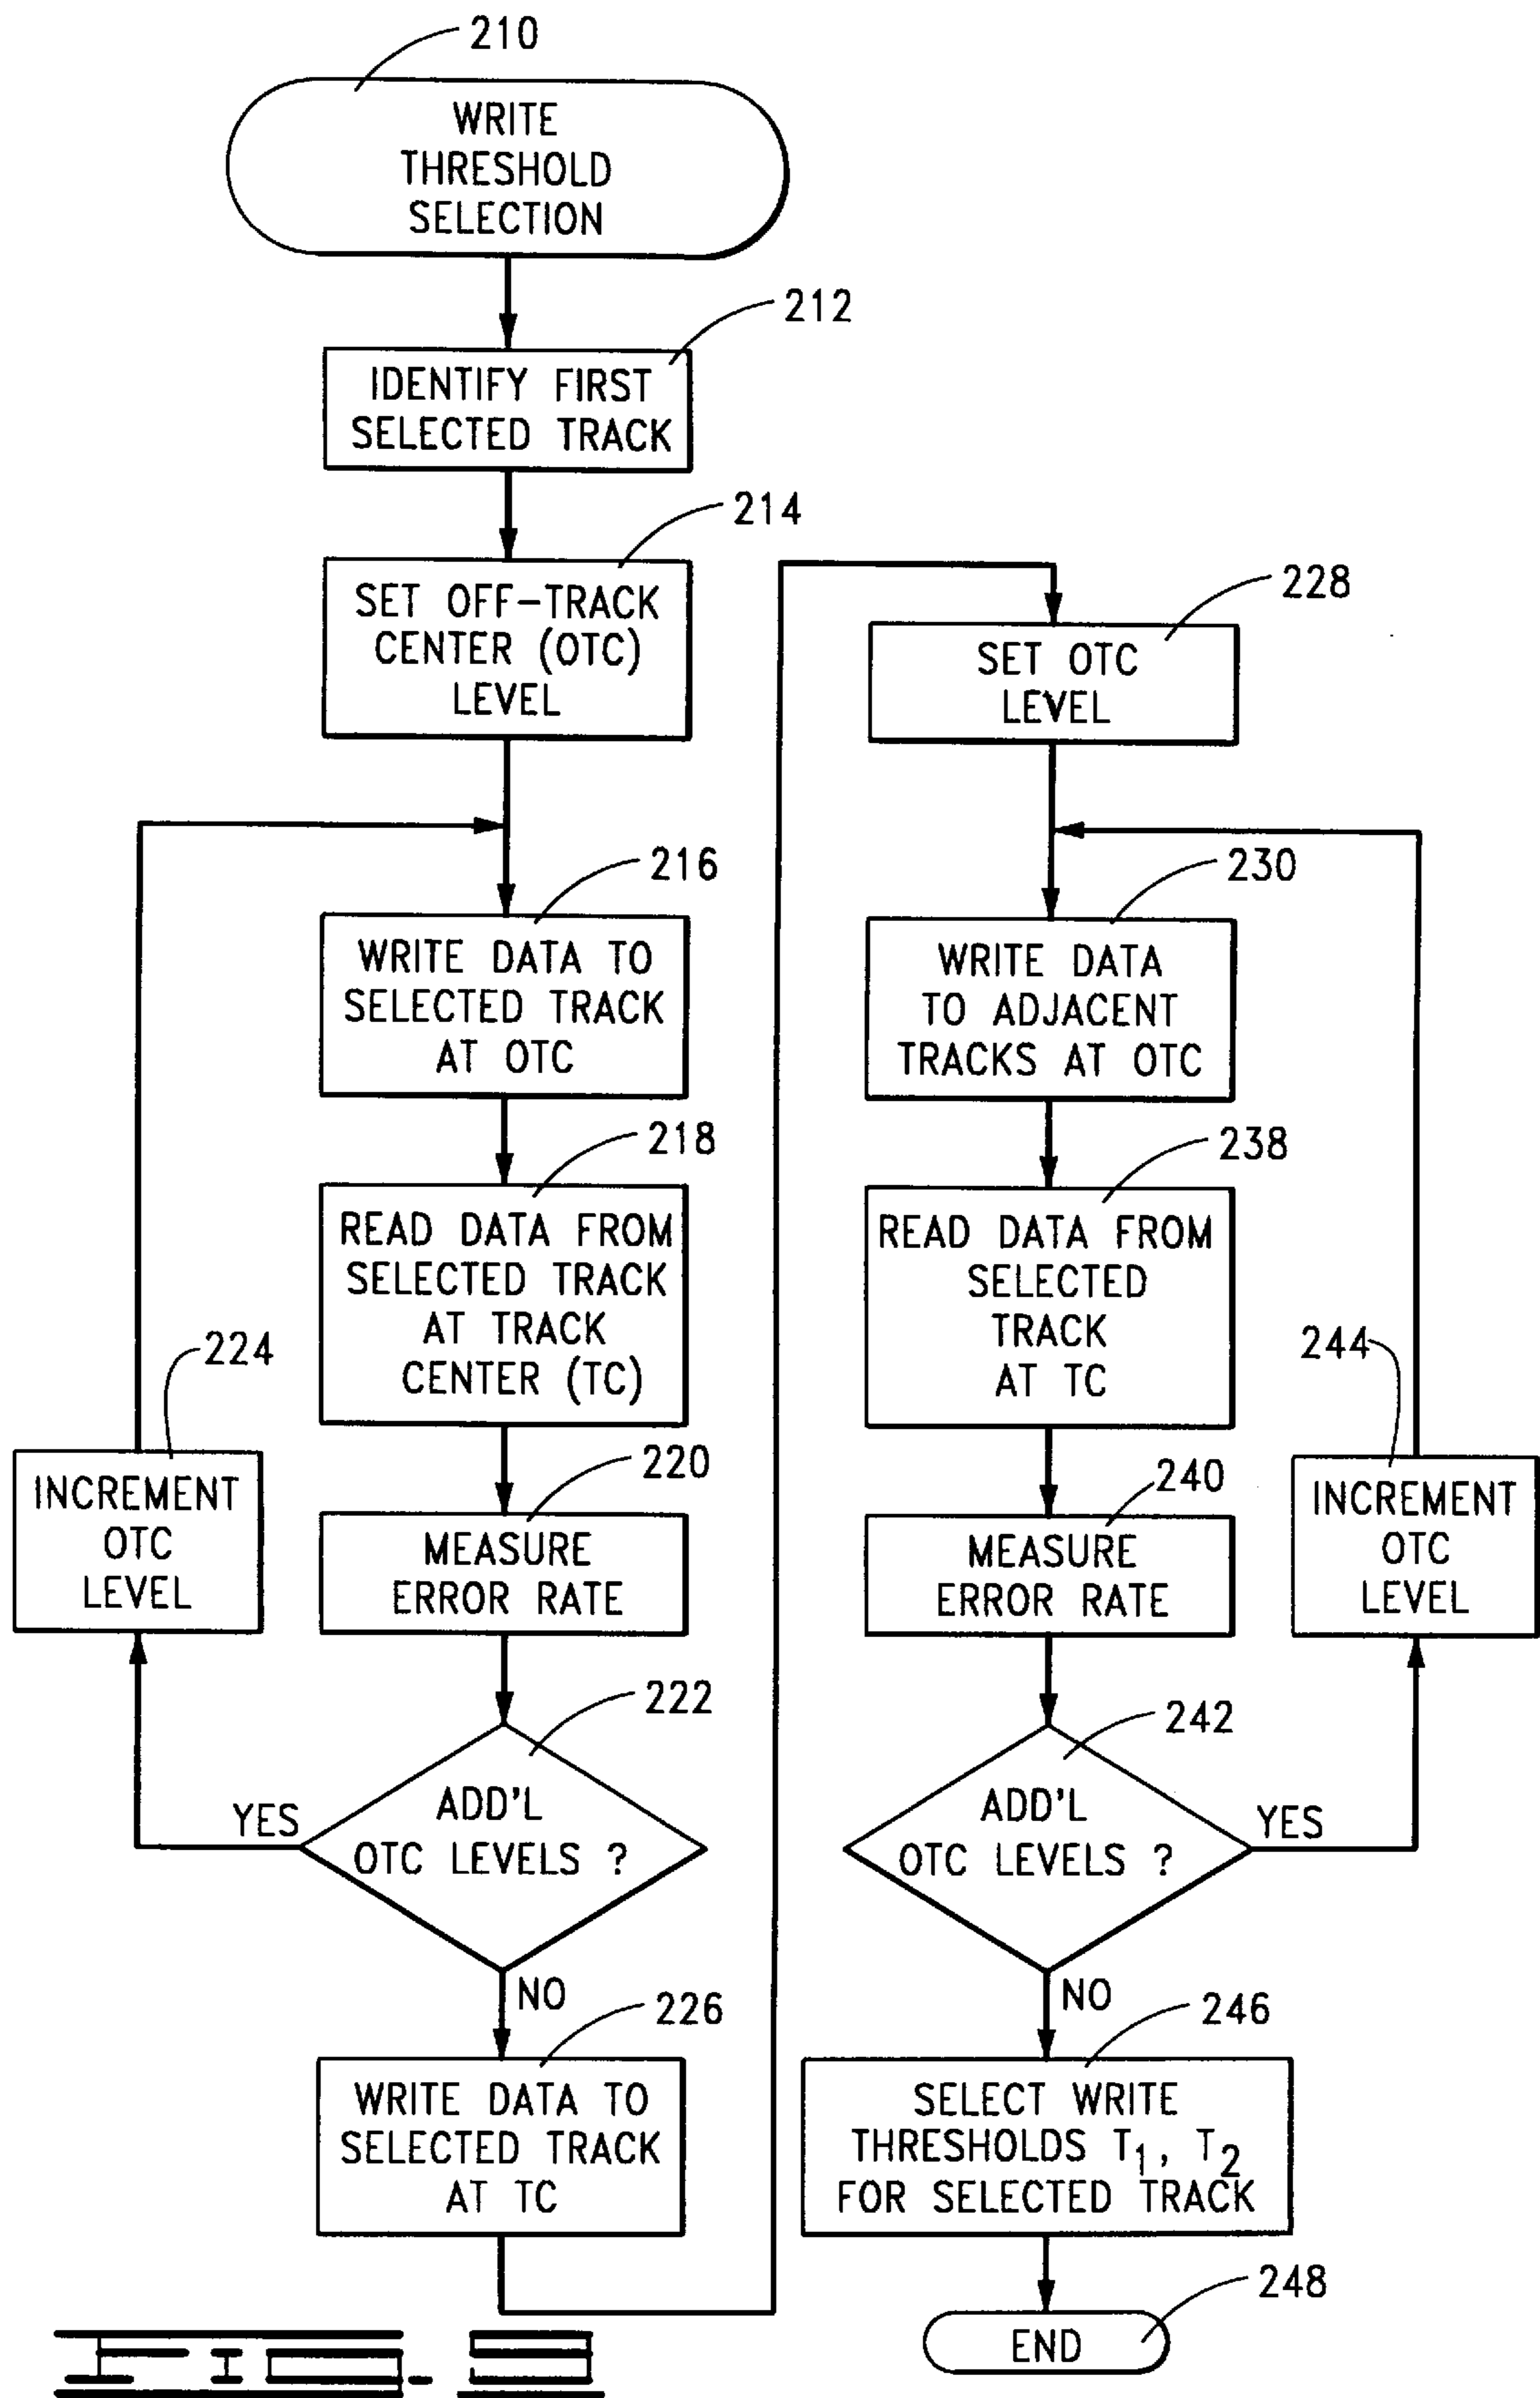 210
WRITE
THRESHOLD
SELECTION
212
IDENTIFY FIRST
SELECTED TRACK
214
SET OFF-TRACK
CENTER (OTC)
LEVEL
216
WRITE DATA TO
SELECTED TRACK
AT OTC
218
READ DATA FROM
SELECTED TRACK
AT TRACK
CENTER (TC)
224
INCREMENT
OTC
LEVEL
220
MEASURE
ERROR RATE
222
ADD'L
OTC LEVELS ?
YES
NO
226
WRITE DATA TO
SELECTED TRACK
AT TC
228
SET OTC
LEVEL
230
WRITE DATA
TO ADJACENT
TRACKS AT OTC
238
READ DATA FROM
SELECTED
TRACK
AT TC
244
INCREMENT
OTC
LEVEL
240
MEASURE
ERROR RATE
242
ADD'L
OTC LEVELS ?
YES
NO
246
SELECT WRITE
THRESHOLDS T1, T2
FOR SELECTED TRACK
248
END